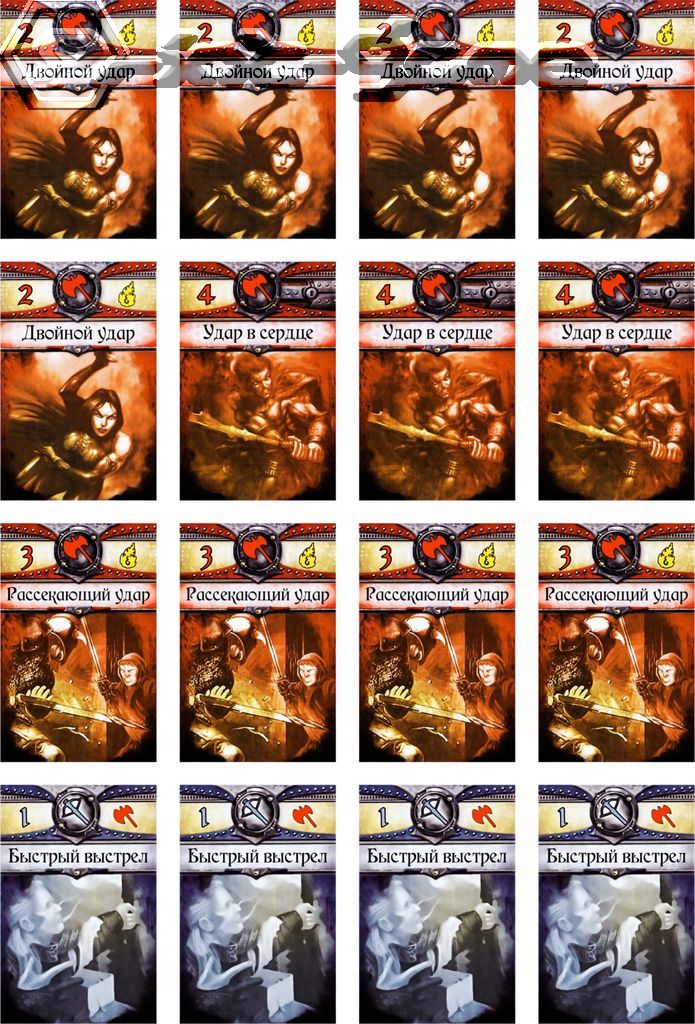 2 2 2 2
Двойной удар Двойной удар Двойной удар Двойной удар
2 4 4 4
Двойной удар Удар в сердце Удар в сердце Удар в сердце
3 3 3 3
Рассекающий удар Рассекающий удар Рассекающий удар Рассекающий удар
1 1 1 1
Быстрый выстрел Быстрый выстрел Быстрый выстрел Быстрый выстрел